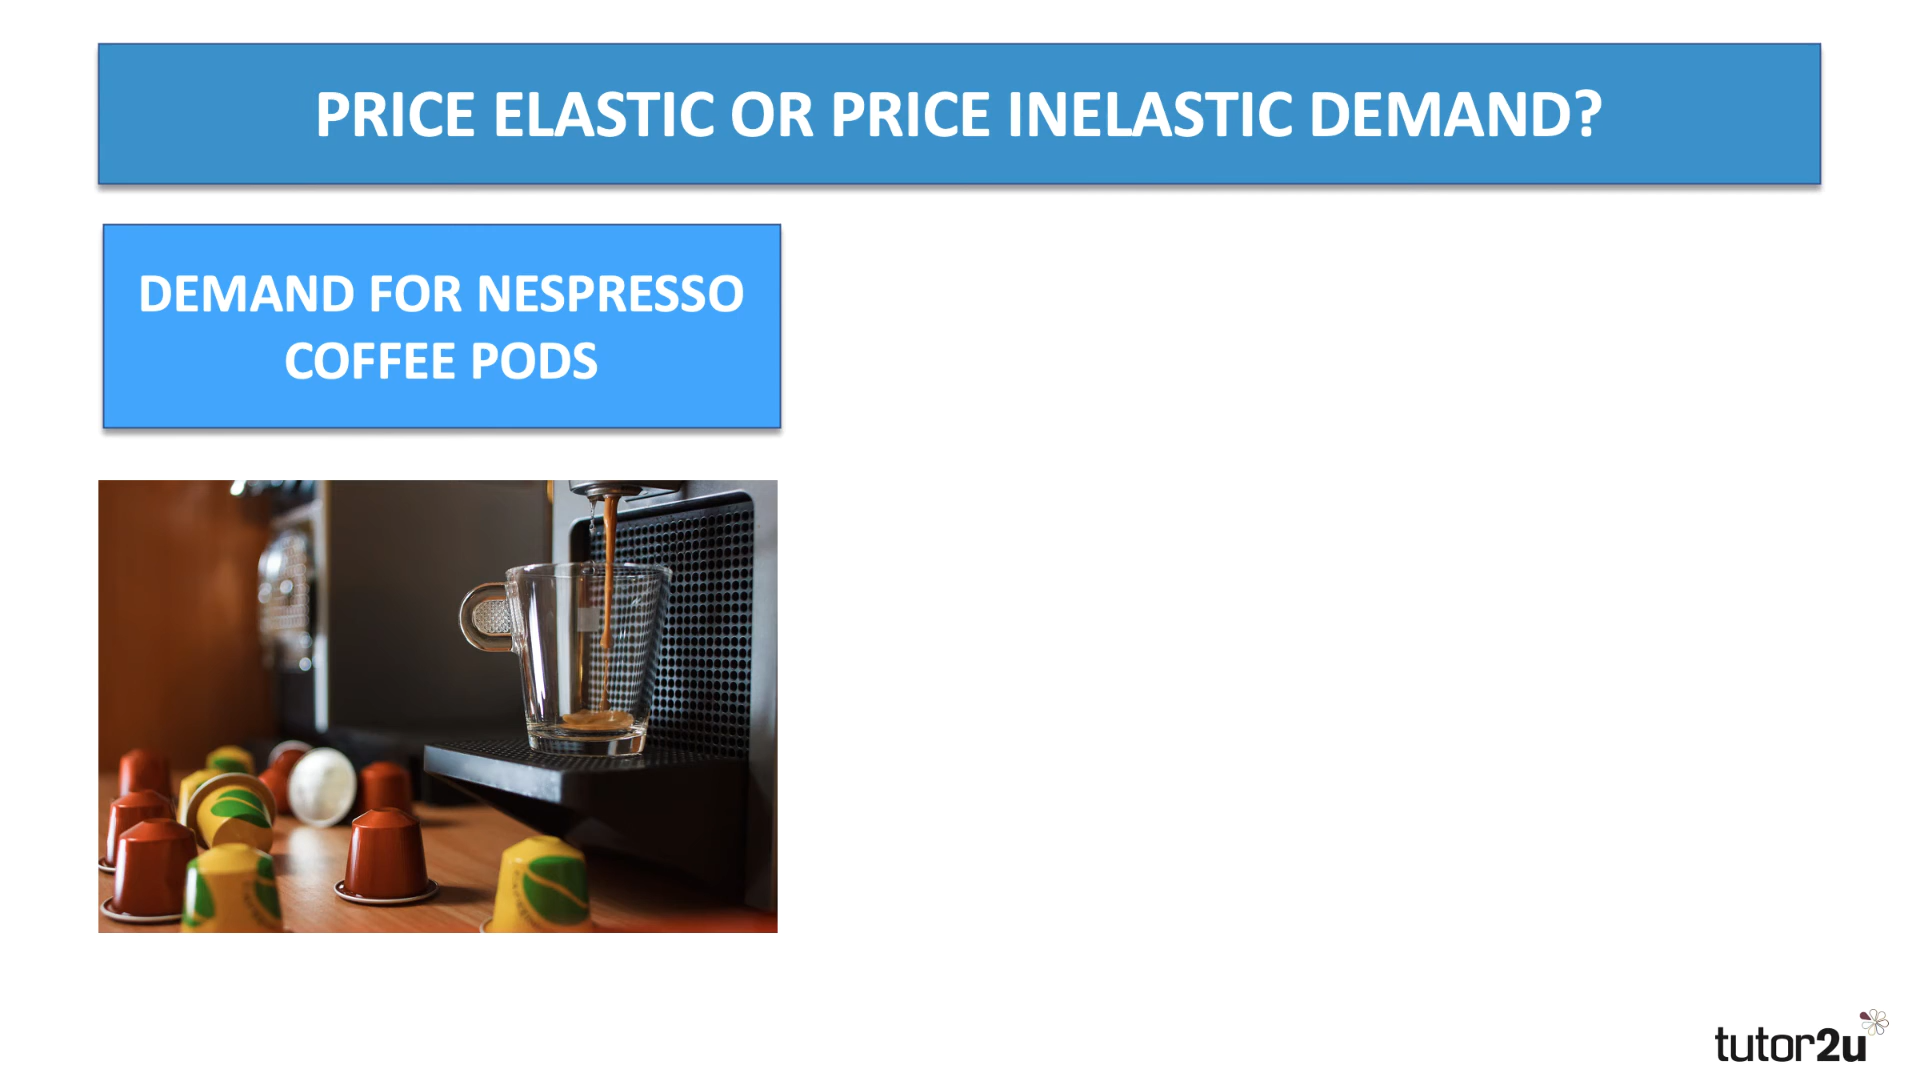 PRICE ELASTIC OR PRICE INELASTIC DEMAND?
DEMAND FOR NESPRESSO
COFFEE PODS
tutor2u